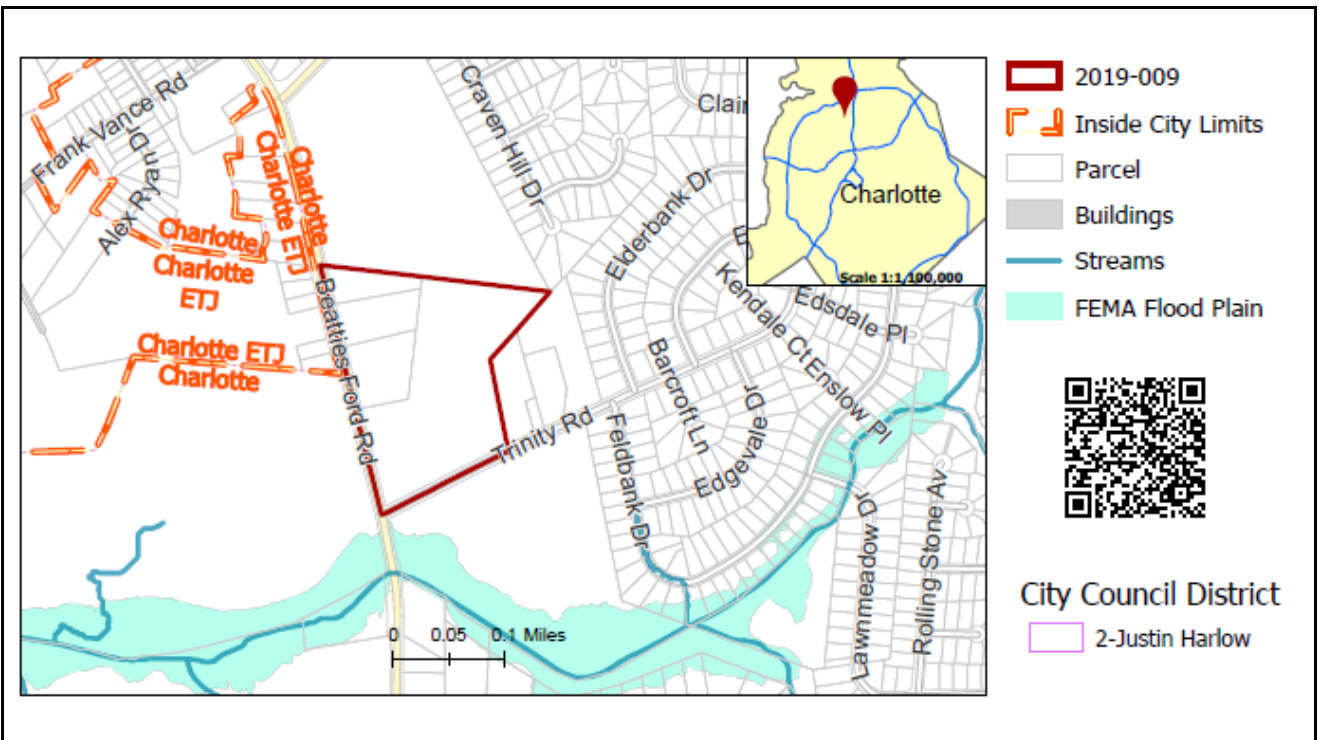 Frank Vance Rd
Alex Ryan Dr
Charlotte
Charlotte ETJ
Charlotte
Charlotte
ETJ
Charlotte ETJ
Charlotte
Beatties Ford Rd
Craven Hill Dr
Clair
Elderbank Dr
Kendale Ct
Edsdale Pl
Enslow Pl
Barcroft Ln
Edgevale Dr
Trinity Rd
Feldbank Dr
Lawnmeadow Dr
Rolling Stone Av
0 0.05 0.1 Miles
Charlotte
Scale 1:1,100,000
2019-009
Inside City Limits
Parcel
Buildings
Streams
FEMA Flood Plain
City Council District
2-Justin Harlow